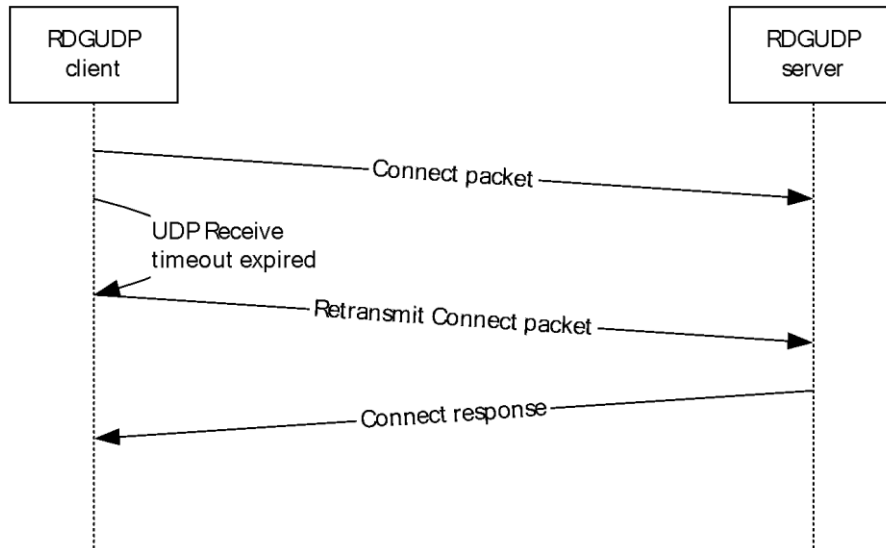 RDGUDP
client
RDGUDP
server
Connect packet
UDP Receive
timeout expired
Retransmit Connect packet
Connect response